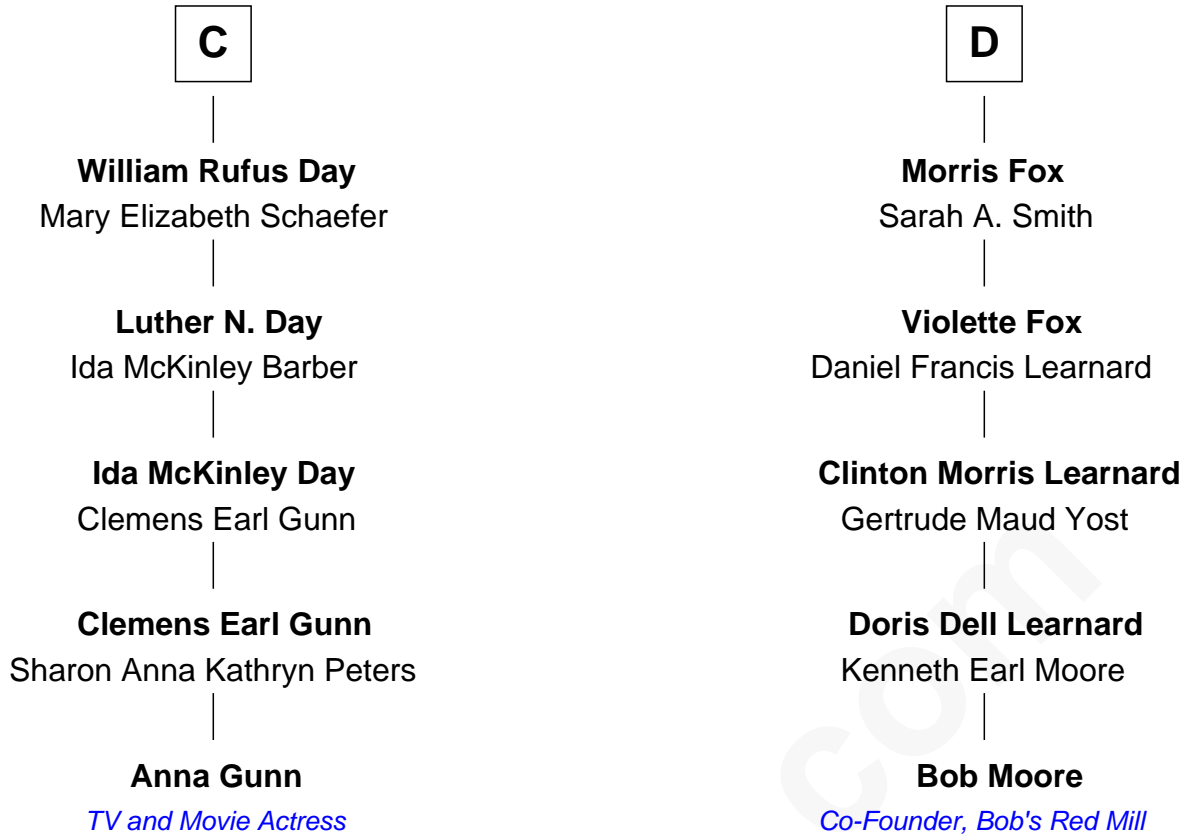 C
William Rufus Day
Mary Elizabeth Schaefer
Luther N. Day
Ida McKinley Barber
Ida McKinley Day
Clemens Earl Gunn
Clemens Earl Gunn
Sharon Anna Kathryn Peters
Anna Gunn
TV and Movie Actress
D
Morris Fox
Sarah A. Smith
Violette Fox
Daniel Francis Learnard
Clinton Morris Learnard
Gertrude Maud Yost
Doris Dell Learnard
Kenneth Earl Moore
Bob Moore
Co-Founder, Bob's Red Mill
com